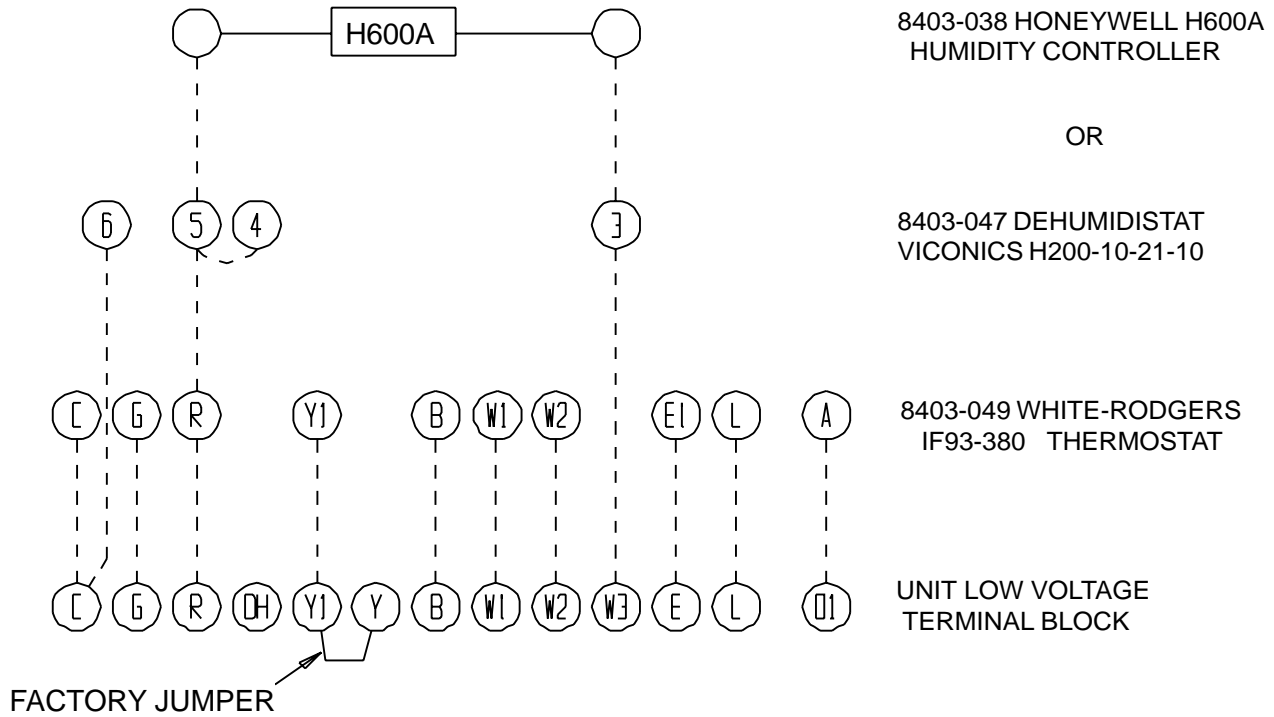 H600A
8403-038 HONEYWELL H600A
HUMIDITY CONTROLLER
OR
6 5 4 3
8403-047 DEHUMIDISTAT
VICONICS H200-10-21-10
C G R Y1 B W1 W2 E1 L A
8403-049 WHITE-RODGERS
IF93-380 THERMOSTAT
C G R DH Y1 Y B W1 W2 W3 E L O1
UNIT LOW VOLTAGE
TERMINAL BLOCK
FACTORY JUMPER